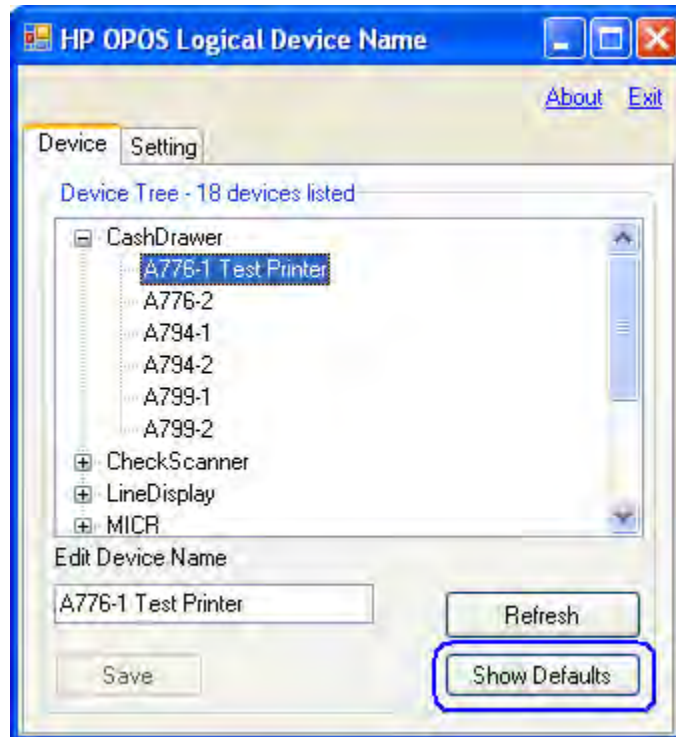 HP OPOS Logical Device Name
About Exit
Device Setting
Device Tree - 18 devices listed
CashDrawer
A776-1 Test Printer
A776-2
A794-1
A794-2
A799-1
A799-2
CheckScanner
LineDisplay
MICR
Edit Device Name
A776-1 Test Printer
Refresh
Save
Show Defaults